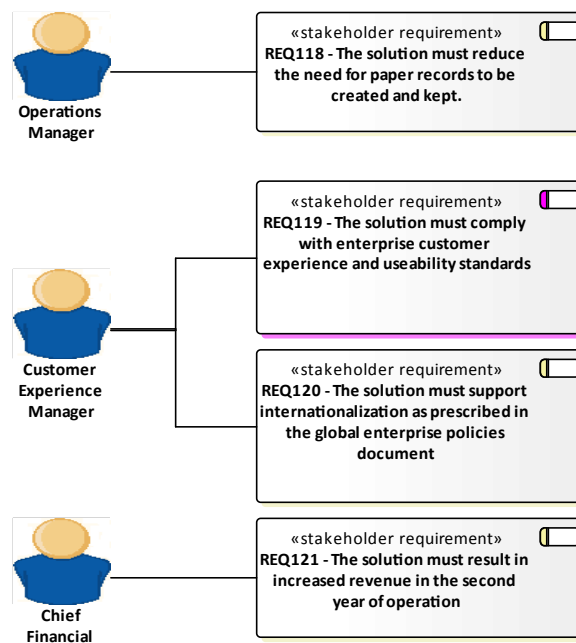 Operations
Manager
«stakeholder requirement»
REQ118 - The solution must reduce
the need for paper records to be
created and kept.
Customer
Experience
Manager
«stakeholder requirement»
REQ119 - The solution must comply
with enterprise customer
experience and useability standards
«stakeholder requirement»
REQ120 - The solution must support
internationalization as prescribed in
the global enterprise policies
document
Chief
Financial
«stakeholder requirement»
REQ121 - The solution must result in
increased revenue in the second
year of operation